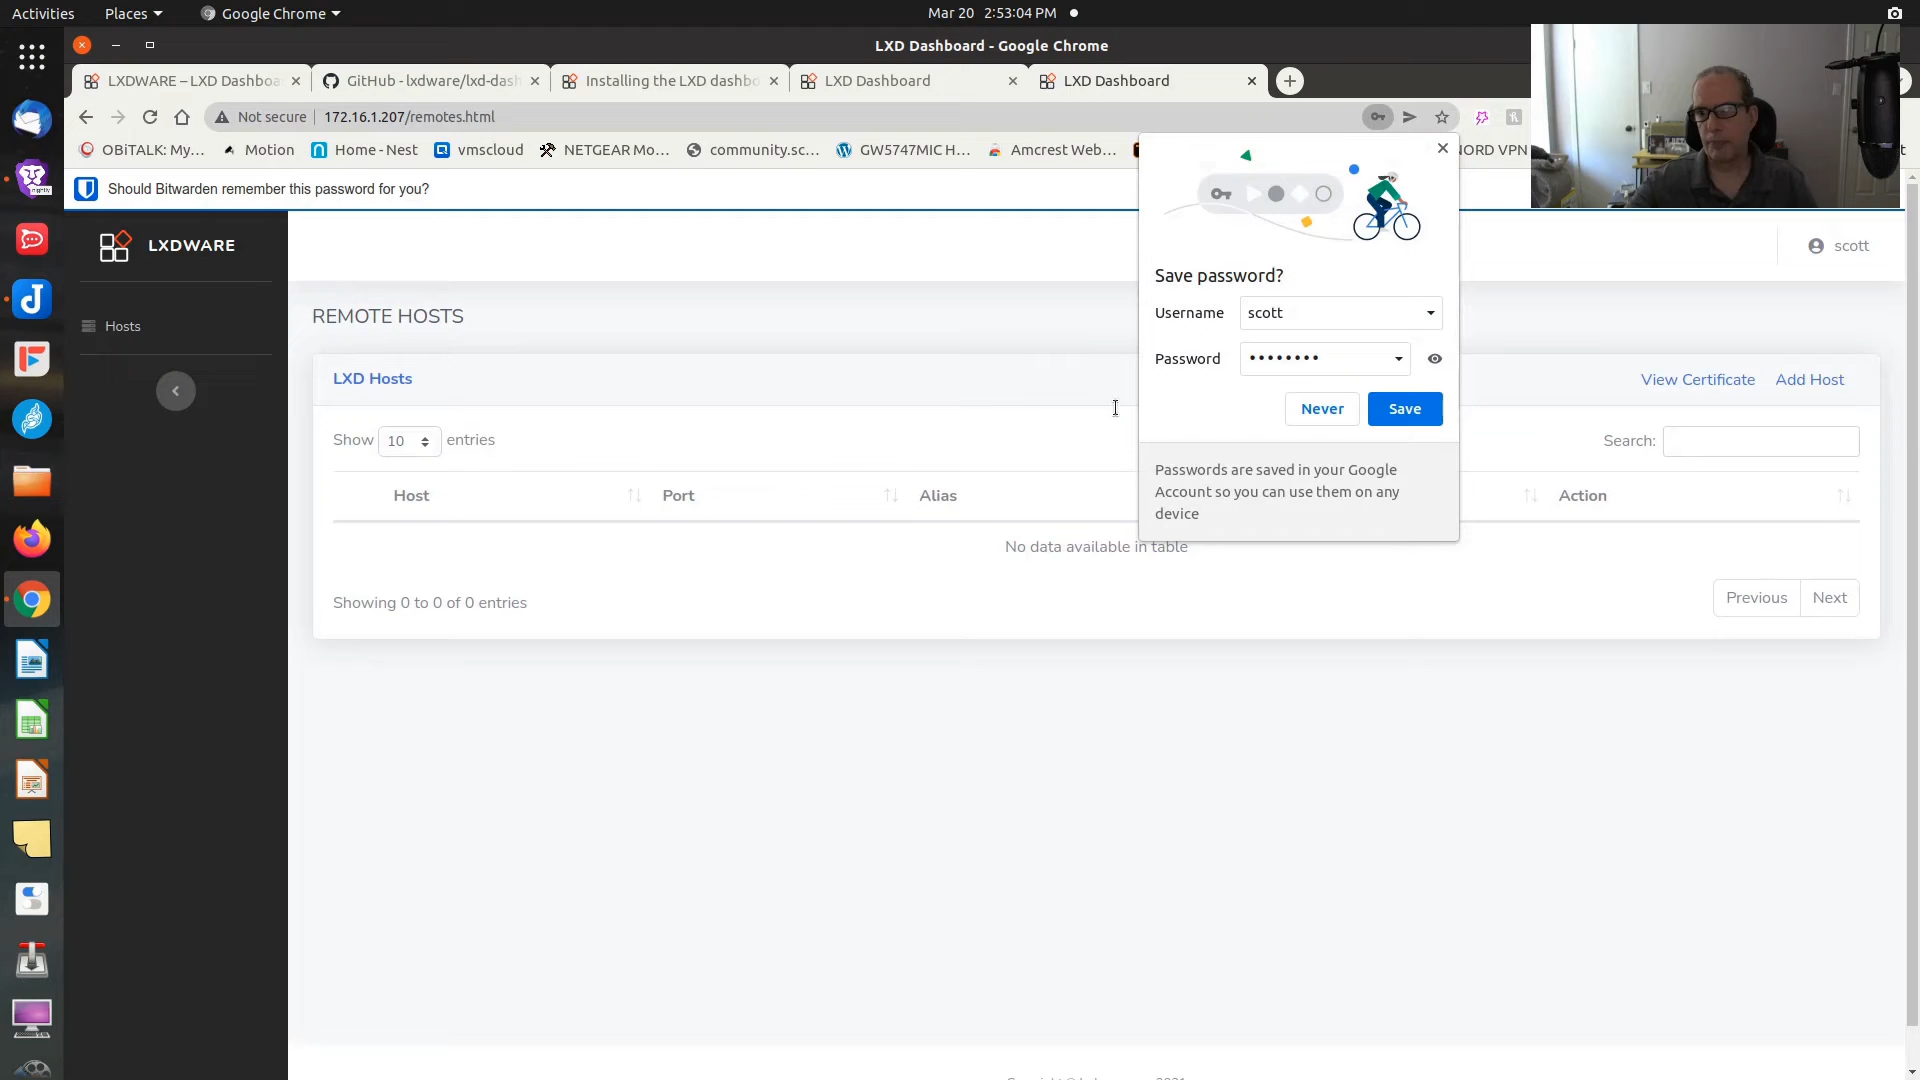 Activities Places Google Chrome Mar 20 2:53:04 PM
LXD Dashboard - Google Chrome
LXDWARE – LXD Dashboa GitHub - lxdware/lxd-dash Installing the LXD dashbo LXD Dashboard LXD Dashboard
Not secure 172.16.1.207/remotes.html
OBiTALK: My... Motion Home - Nest vmscloud NETGEAR Mo... community.sc... GW5747MIC H... Amcrest Web... NORD VPN
Should Bitwarden remember this password for you?
LXDWARE
scott
Hosts
REMOTE HOSTS
LXD Hosts
View Certificate Add Host
Show 10 entries
Search:
Host Port Alias Action
No data available in table
Showing 0 to 0 of 0 entries
Previous Next
Save password?
Username scott
Password ••••••••
Never Save
Passwords are saved in your Google
Account so you can use them on any
device
nightly